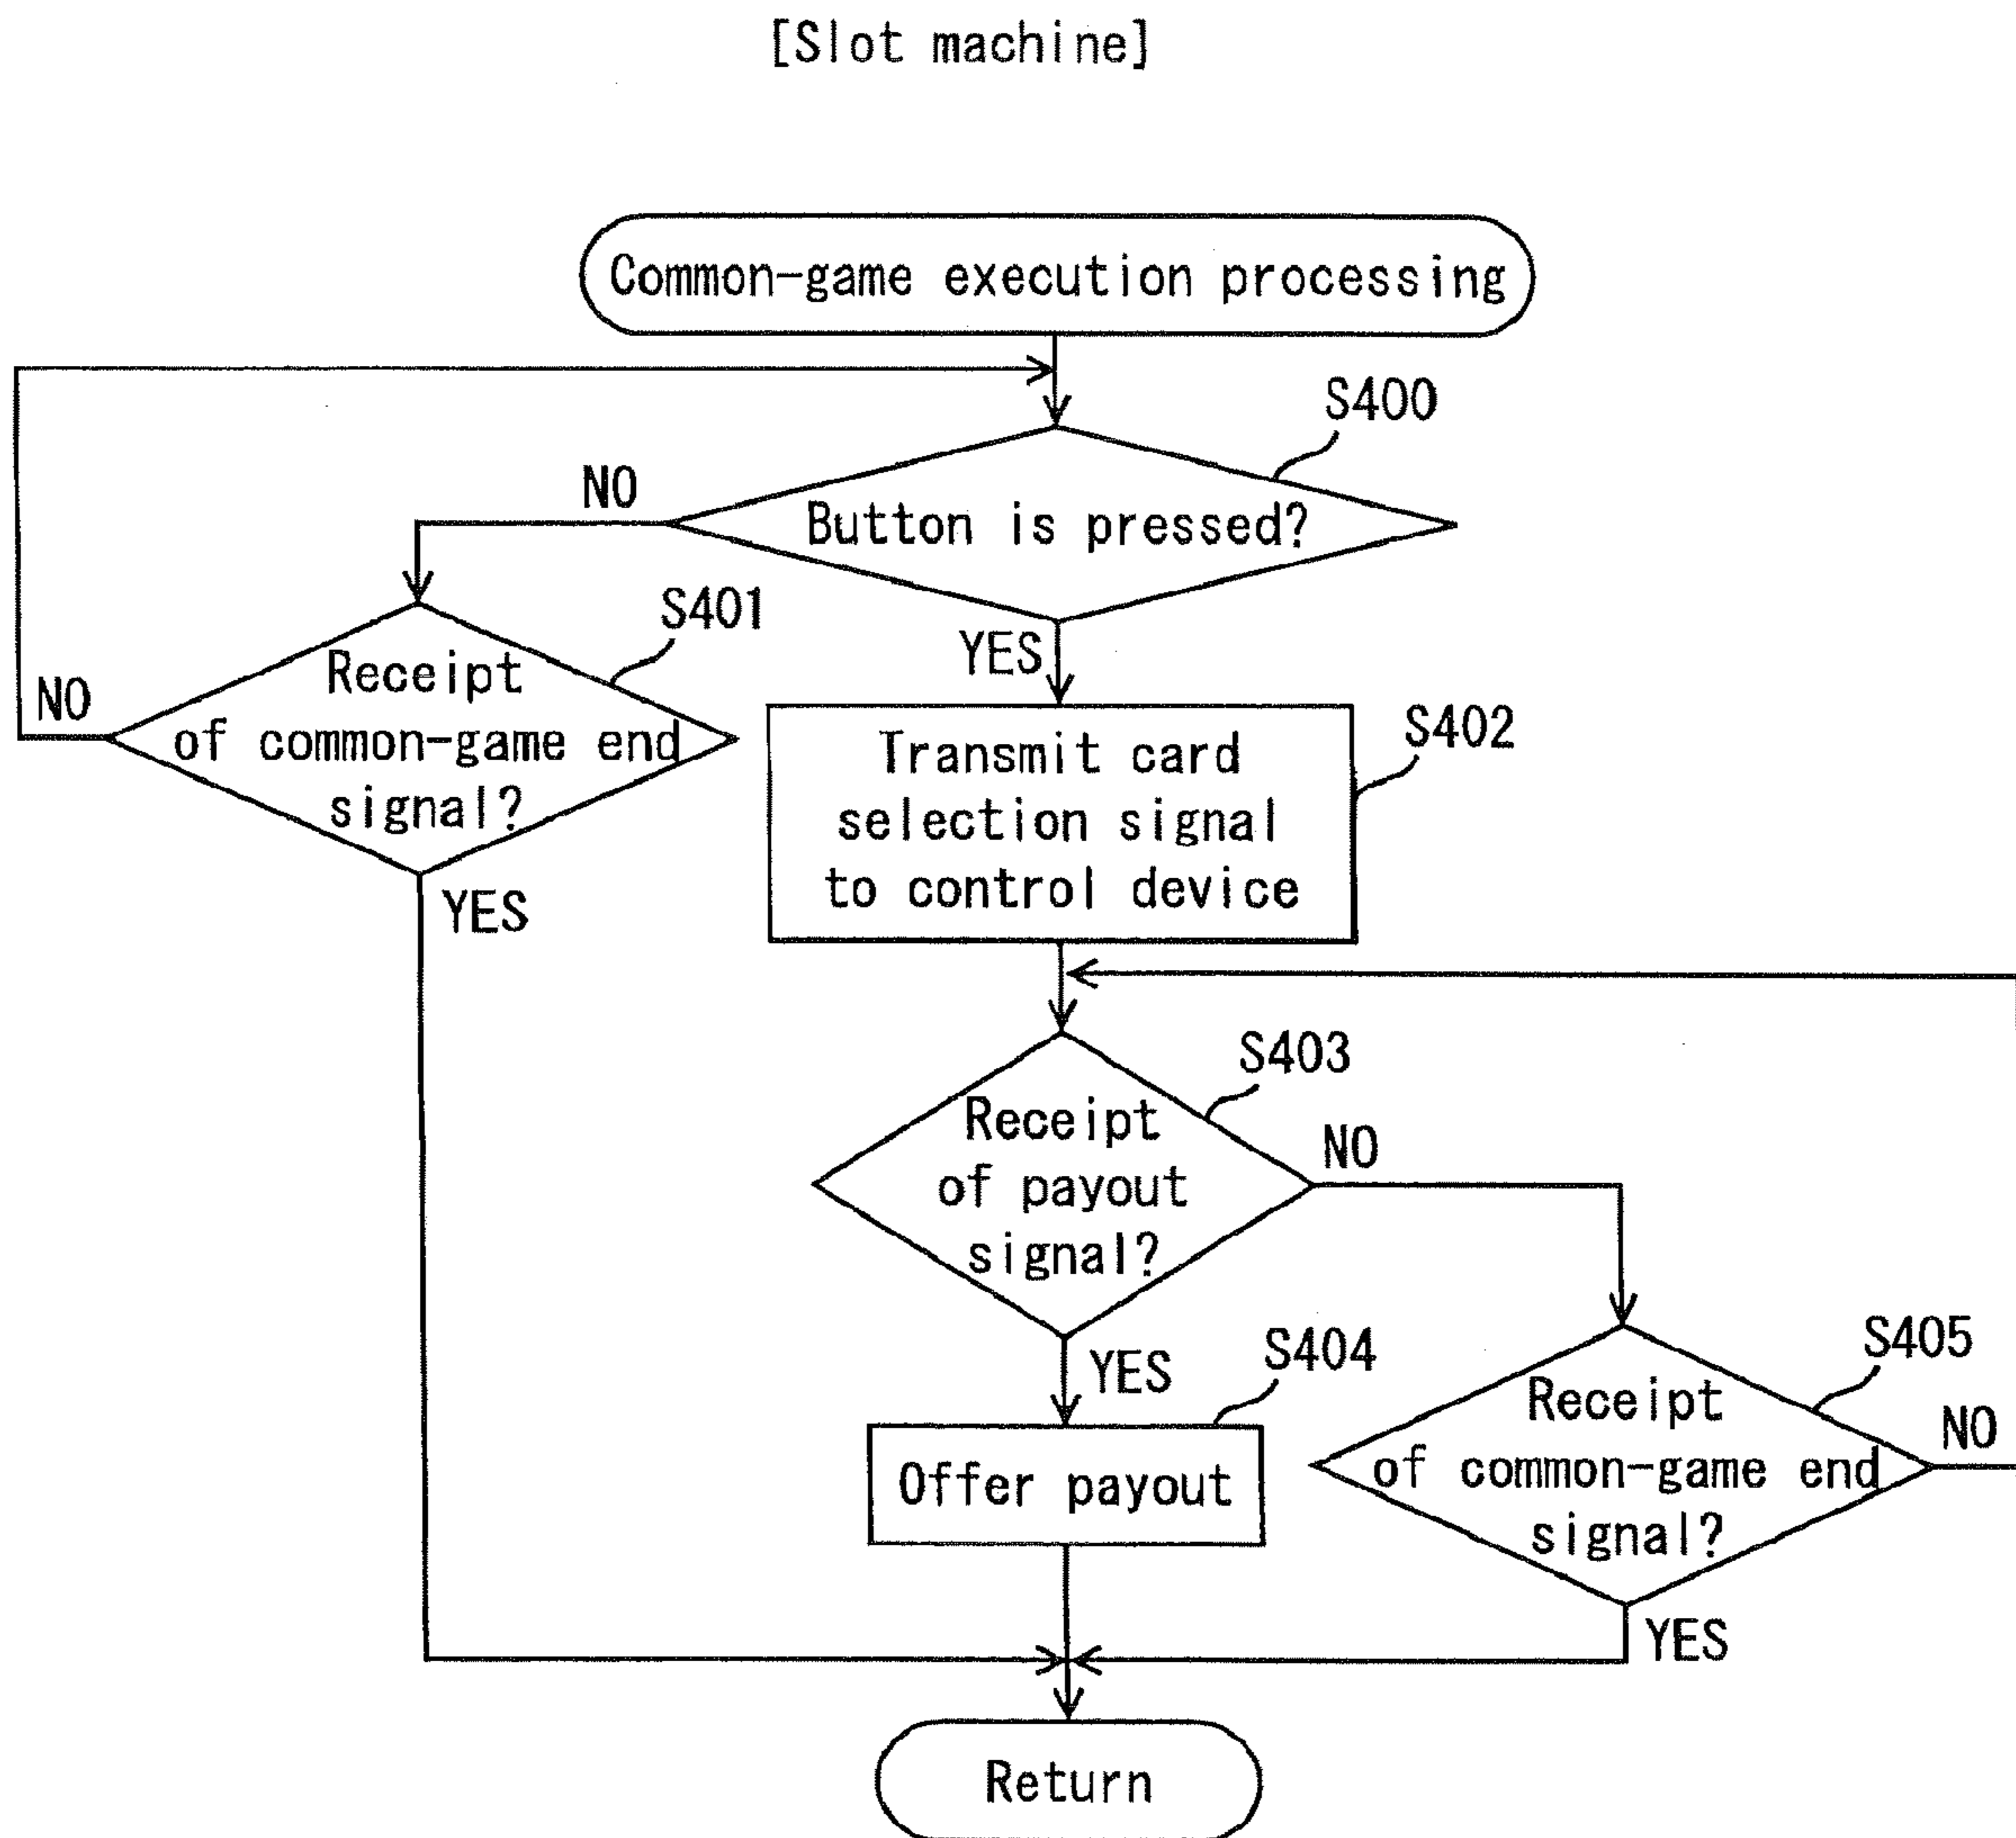 [Slot machine]
Common-game execution processing
S400
NO
Button is pressed?
S401
YES
Receipt
of common-game end
signal?
NO
YES
S402
Transmit card
selection signal
to control device
S403
Receipt
of payout
signal?
NO
YES
S404
Offer payout
S405
Receipt
of common-game end
signal?
NO
YES
Return